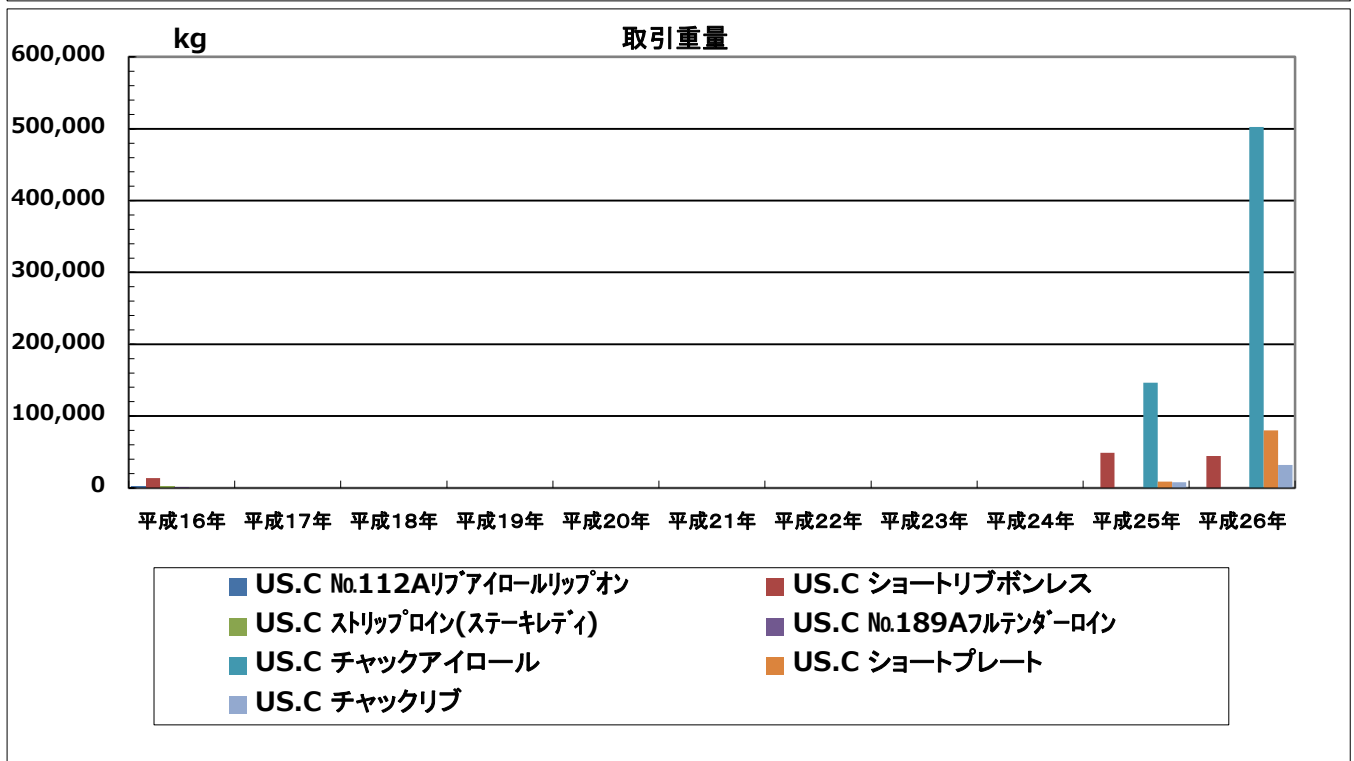 kg 取引重量
600,000
500,000
400,000
300,000
200,000
100,000
0
平成16年 平成17年 平成18年 平成19年 平成20年 平成21年 平成22年 平成23年 平成24年 平成25年 平成26年
US.C №112Aリブアイロールリップオン US.C ショートリブボンレス
US.C ストリップロイン(ステーキレディ) US.C №189Aフルテンダーロイン
US.C チャックアイロール US.C ショートプレート
US.C チャックリブ